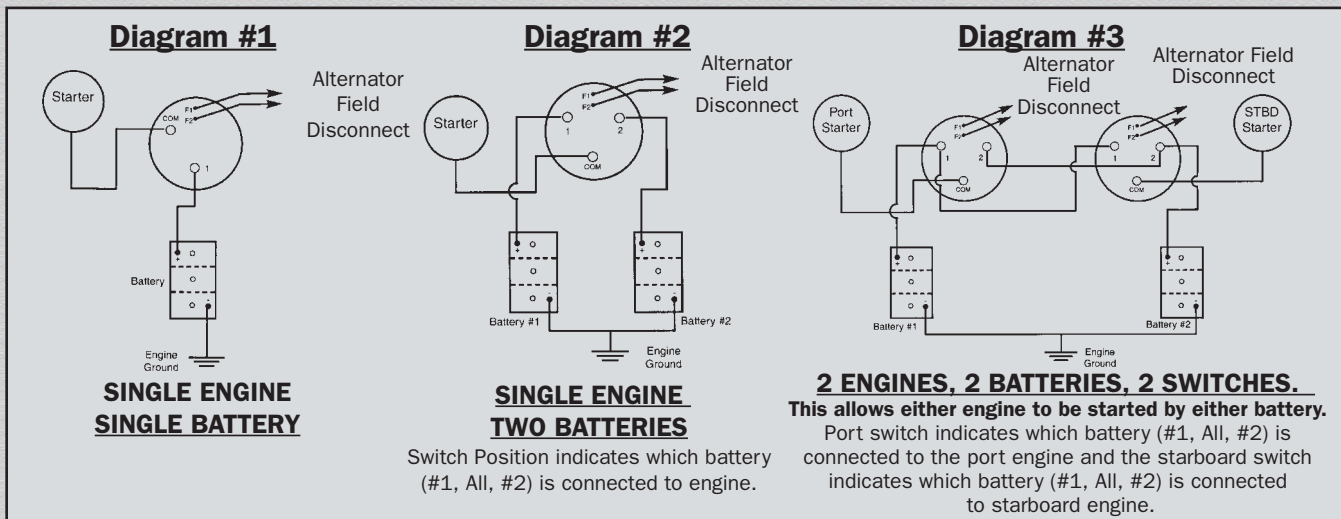 Diagram #1
Starter
COM
F1
F2
1
Alternator
Field
Disconnect
Battery
+
-
Engine
Ground
SINGLE ENGINE
SINGLE BATTERY
Diagram #2
Starter
F1
F2
1
2
COM
Alternator
Field
Disconnect
+
-
+
-
Battery #1
Battery #2
Engine
Ground
SINGLE ENGINE
TWO BATTERIES
Switch Position indicates which battery
(#1, All, #2) is connected to engine.
Diagram #3
Alternator
Field
Disconnect
Alternator Field
Disconnect
Port
Starter
F1
F2
1
2
COM
F1
F2
1
2
COM
STBD
Starter
+
-
+
-
Battery #1
Battery #2
Engine
Ground
2 ENGINES, 2 BATTERIES, 2 SWITCHES.
This allows either engine to be started by either battery.
Port switch indicates which battery (#1, All, #2) is
connected to the port engine and the starboard switch
indicates which battery (#1, All, #2) is connected
to starboard engine.